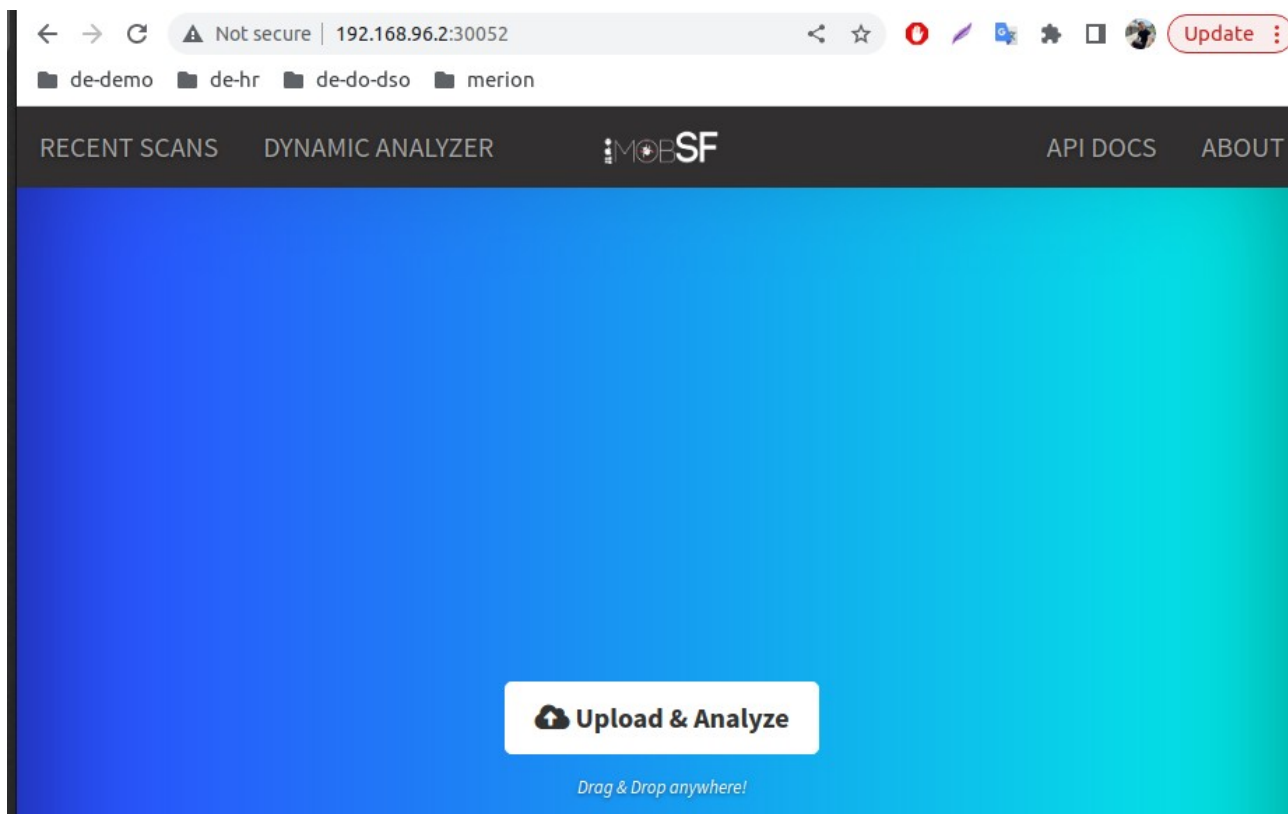 Not secure | 192.168.96.2:30052 Update
de-demo de-hr de-do-dso merion
RECENT SCANS DYNAMIC ANALYZER MOBSF API DOCS ABOUT
Upload & Analyze
Drag & Drop anywhere!